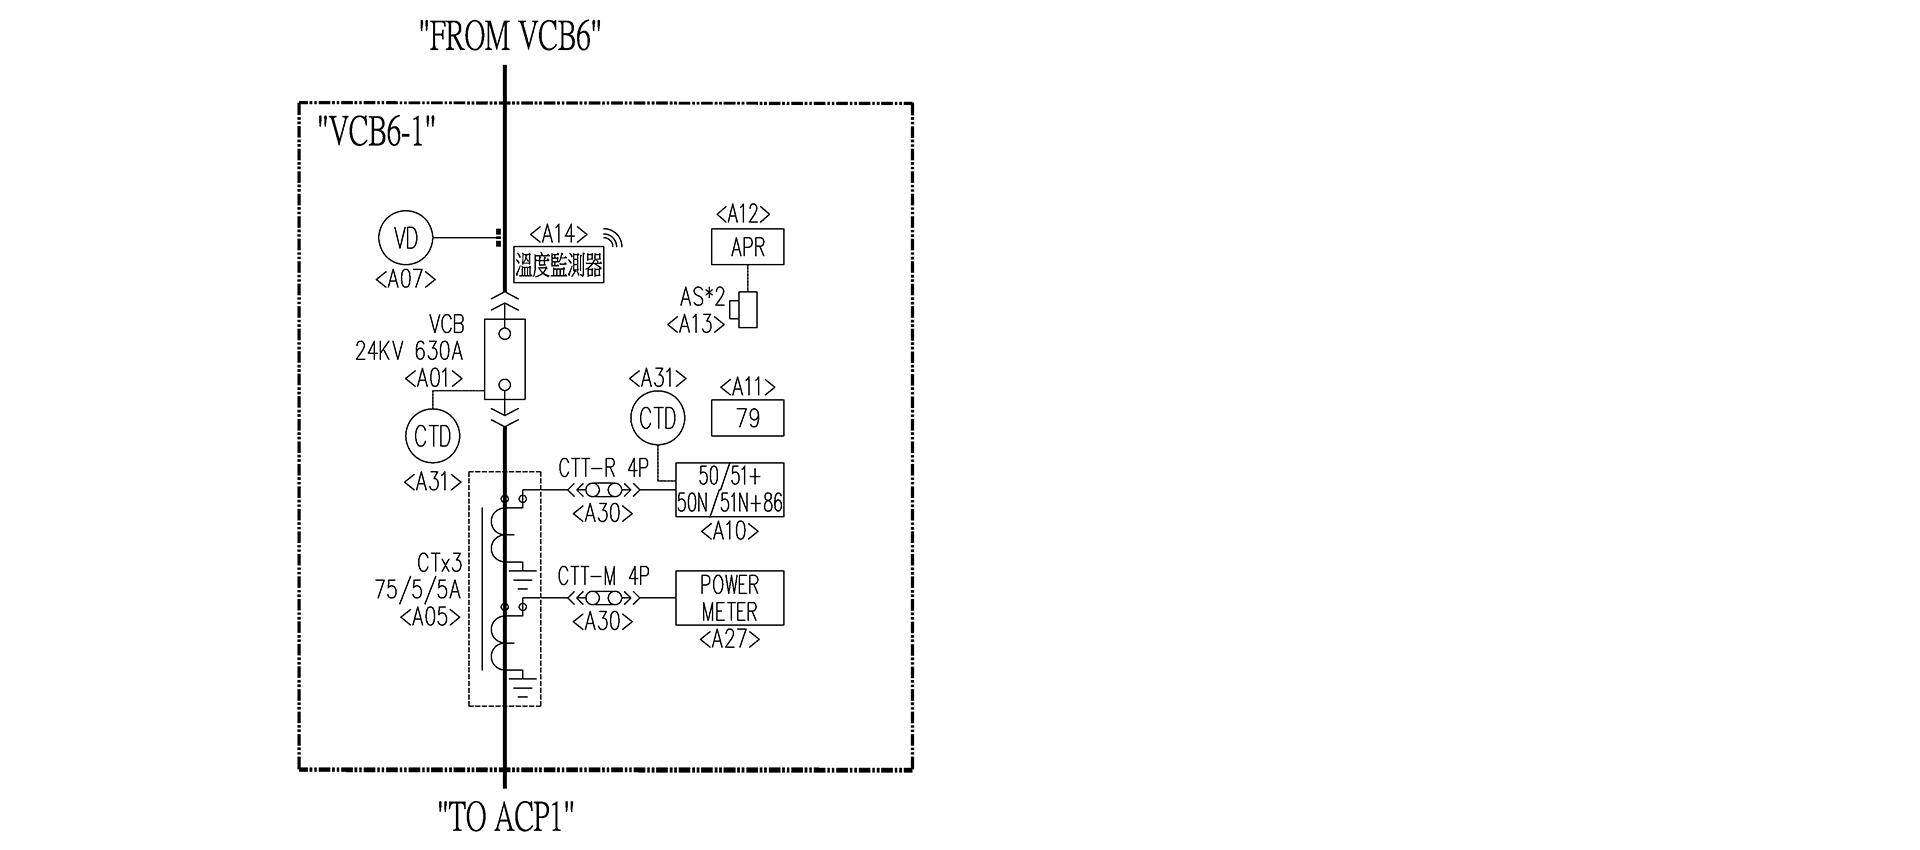 "FROM VCB6"
"VCB6-1"
VD
<A07>
<A14>
溫度監測器
<A12>
APR
AS*2
<A13>
VCB
24KV 630A
<A01>
CTD
<A31>
<A31>
CTD
<A11>
79
CTT-R 4P
<A30>
50/51+
50N/51N+86
<A10>
CTx3
75/5/5A
<A05>
CTT-M 4P
<A30>
POWER
METER
<A27>
"TO ACP1"